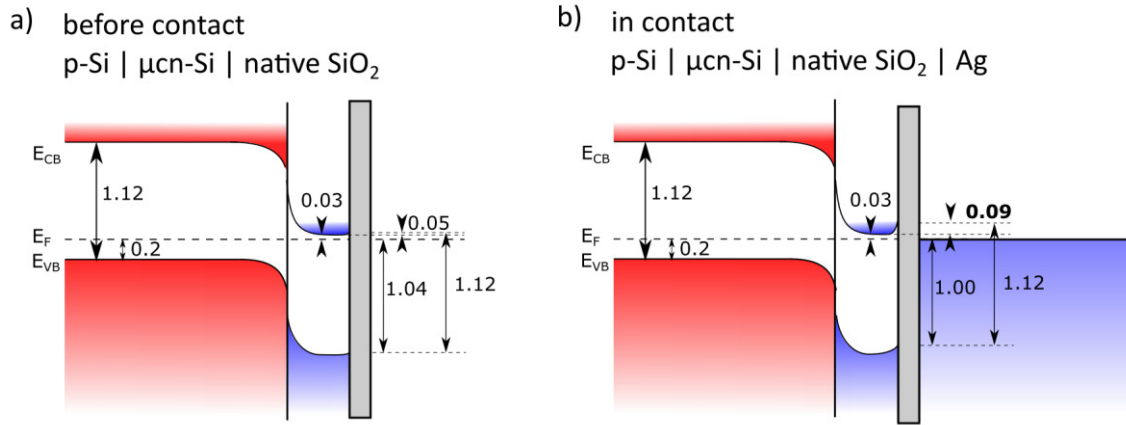 a) before contact
p-Si | μcn-Si | native SiO₂
E_CB
1.12
0.03
0.05
E_F
E_VB
0.2
1.04
1.12
b) in contact
p-Si | μcn-Si | native SiO₂ | Ag
E_CB
1.12
0.03
0.09
E_F
E_VB
0.2
1.00
1.12